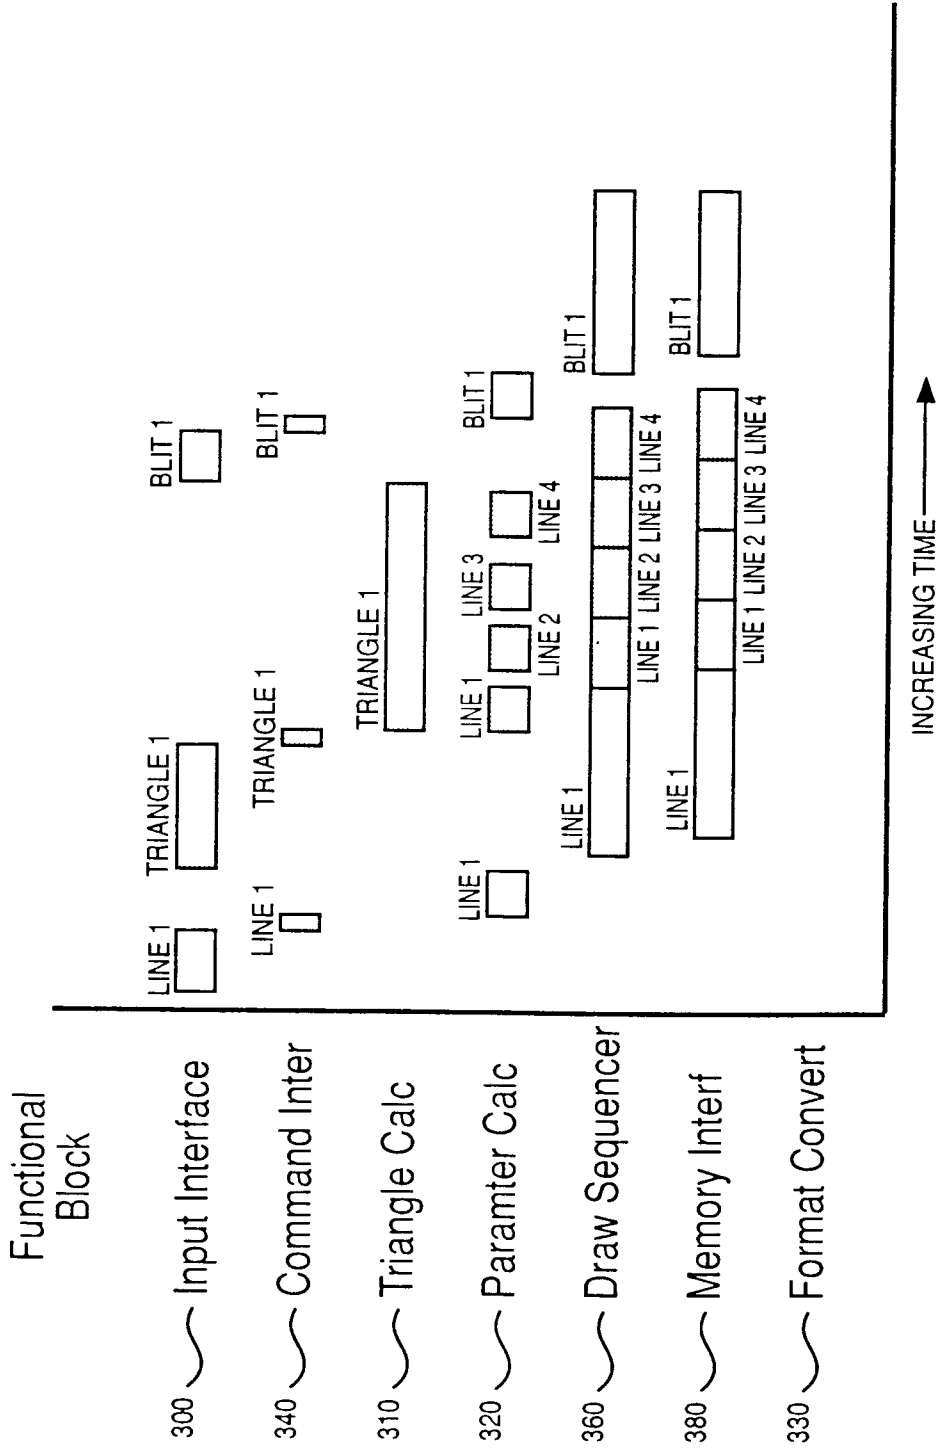 Functional
Block
300 Input Interface
LINE 1
TRIANGLE 1
BLIT 1
340 Command Inter
LINE 1
TRIANGLE 1
BLIT 1
310 Triangle Calc
TRIANGLE 1
320 Paramter Calc
LINE 1
LINE 1
LINE 2
LINE 3
LINE 4
BLIT 1
360 Draw Sequencer
LINE 1
LINE 1
LINE 2
LINE 3
LINE 4
BLIT 1
380 Memory Interf
LINE 1
LINE 1
LINE 2
LINE 3
LINE 4
BLIT 1
330 Format Convert
INCREASING TIME